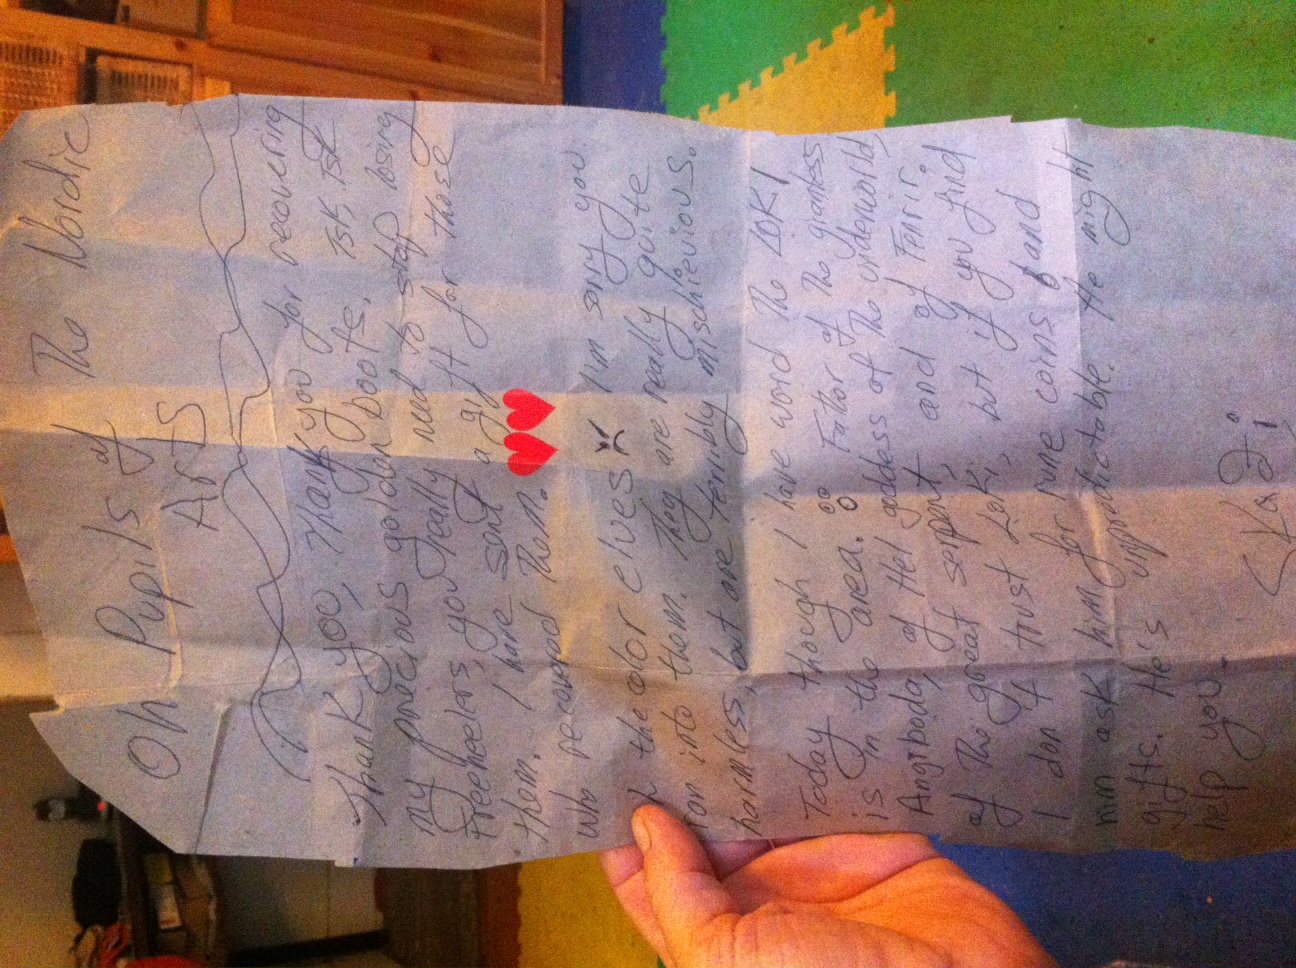 Oh Pupils of The Nordic
Arts
Thank you, Thank you for recovering
my precious golden boots. Tsk, Tsk
Freeheelers, you really need to stop losing
them. I have sent a gift for those
who recovered Them.
the color elves I'm sorry you
ran into them. They are really quite
harmless, but are terribly mischievious.
Today though I have word The LOKI
is in the area. Father of The giantess
Angiboda, of Hel goddess of The underworld,
of The great serpent, and of Fenrir.
I don't trust Loki, but if you find
him ask him for rune coins and
gifts. He's unpredictable. He might
help you.
Skadi